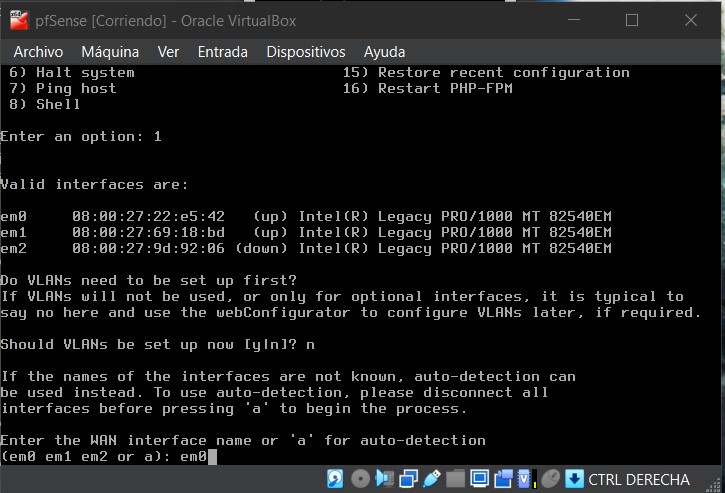 pfSense [Corriendo] - Oracle VirtualBox
Archivo Máquina Ver Entrada Dispositivos Ayuda
6) Halt system 15) Restore recent configuration
7) Ping host 16) Restart PHP-FPM
8) Shell
Enter an option: 1
Valid interfaces are:
em0 08:00:27:22:e5:42 (up) Intel(R) Legacy PRO/1000 MT 82540EM
em1 08:00:27:69:18:bd (up) Intel(R) Legacy PRO/1000 MT 82540EM
em2 08:00:27:9d:92:06 (down) Intel(R) Legacy PRO/1000 MT 82540EM
Do VLANs need to be set up first?
If VLANs will not be used, or only for optional interfaces, it is typical to
say no here and use the webConfigurator to configure VLANs later, if required.
Should VLANs be set up now [y|n]? n
If the names of the interfaces are not known, auto-detection can
be used instead. To use auto-detection, please disconnect all
interfaces before pressing 'a' to begin the process.
Enter the WAN interface name or 'a' for auto-detection
(em0 em1 em2 or a): em0
CTRL DERECHA